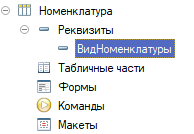 Номенклатура
Реквизиты
ВидНоменклатуры
Табличные части
Формы
Команды
Макеты